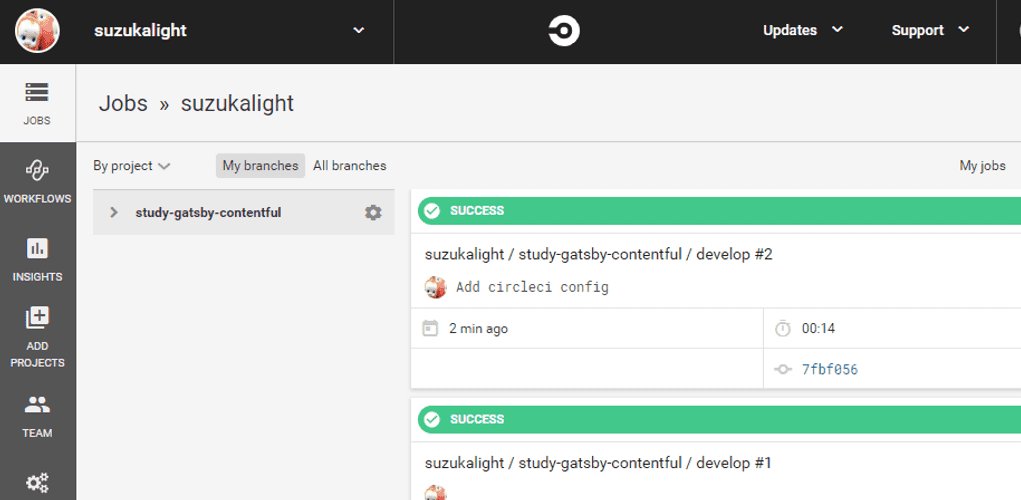 suzukalight
Updates
Support
JOBS
Jobs » suzukalight
By project
My branches
All branches
My jobs
WORKFLOWS
study-gatsby-contentful
SUCCESS
suzukalight / study-gatsby-contentful / develop #2
INSIGHTS
Add circleci config
2 min ago
00:14
ADD
PROJECTS
7fbf056
TEAM
SUCCESS
suzukalight / study-gatsby-contentful / develop #1